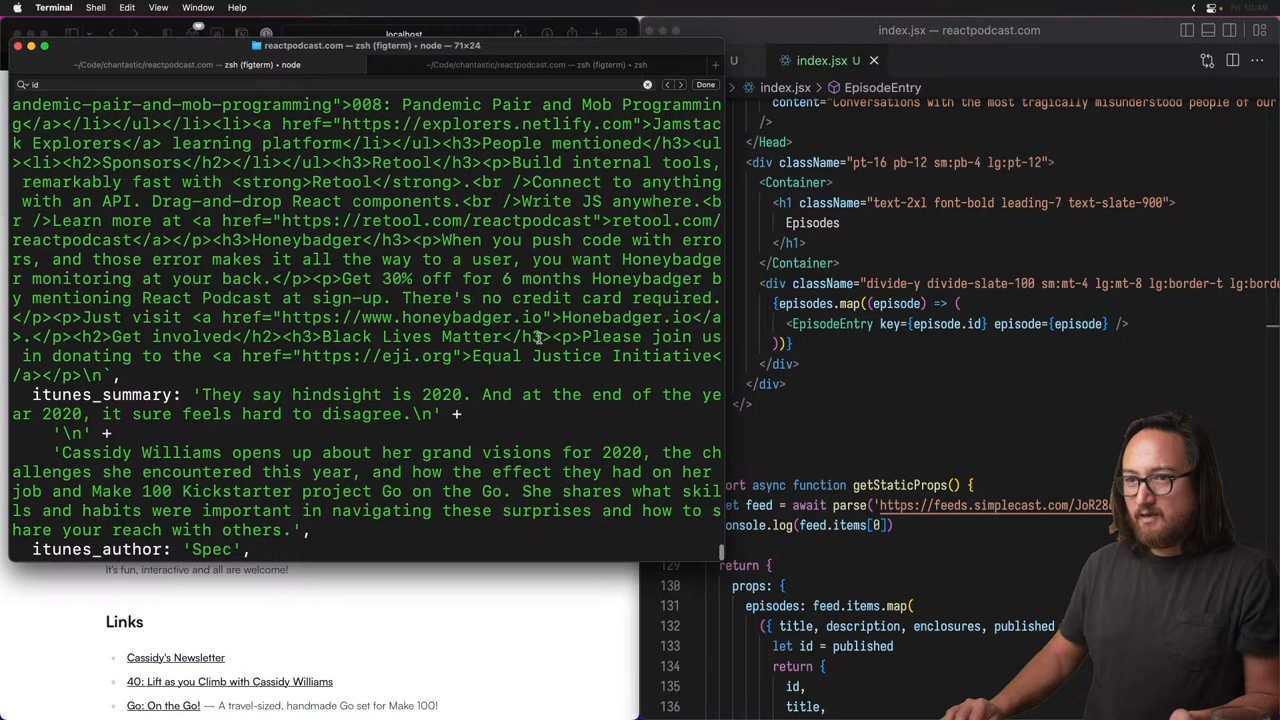 Terminal Shell Edit View Window Help
Fri 10:49
localhost
reactpodcast.com — zsh (figterm) • node — 71×24
~/Code/chantastic/reactpodcast.com — zsh (figterm) • node
~/Code/chantastic/reactpodcast.com — zsh (figterm) • zsh
id
Done
andemic-pair-and-mob-programming">008: Pandemic Pair and Mob Programmin
g</a></li></ul></li><li><a href="https://explorers.netlify.com">Jamstac
k Explorers</a> learning platform</li></ul><h3>People mentioned</h3><ul
><li><h2>Sponsors</h2></li></ul><h3>Retool</h3><p>Build internal tools,
 remarkably fast with <strong>Retool</strong>.<br />Connect to anything
 with an API. Drag-and-drop React components.<br />Write JS anywhere.<b
r />Learn more at <a href="https://retool.com/reactpodcast">retool.com/
reactpodcast</a></p><h3>Honeybadger</h3><p>When you push code with erro
rs, and those error makes it all the way to a user, you want Honeybadge
r monitoring at your back.</p><p>Get 30% off for 6 months Honeybadger b
y mentioning React Podcast at sign-up. There's no credit card required.
</p><p>Just visit <a href="https://www.honeybadger.io">Honebadger.io</a
>.</p><h2>Get involved</h2><h3>Black Lives Matter</h3><p>Please join us
 in donating to the <a href="https://eji.org">Equal Justice Initiative<
/a></p>\n`,
itunes_summary: 'They say hindsight is 2020. And at the end of the ye
ar 2020, it sure feels hard to disagree.\n' +
'\n' +
'Cassidy Williams opens up about her grand visions for 2020, the ch
allenges she encountered this year, and how the effect they had on her
job and Make 100 Kickstarter project Go on the Go. She shares what skil
ls and habits were important in navigating these surprises and how to s
hare your reach with others.',
itunes_author: 'Spec',
It's fun, interactive and all are welcome!
Links
Cassidy's Newsletter
40: Lift as you Climb with Cassidy Williams
Go: On the Go! — A travel-sized, handmade Go set for Make 100!
index.jsx — reactpodcast.com
U
index.jsx U
index.jsx > EpisodeEntry
content="Conversations with the most tragically misunderstood people of our
/>
</Head>
<div className="pt-16 pb-12 sm:pb-4 lg:pt-12">
<Container>
<h1 className="text-2xl font-bold leading-7 text-slate-900">
Episodes
</h1>
</Container>
<div className="divide-y divide-slate-100 sm:mt-4 lg:mt-8 lg:border-t lg:bord
{episodes.map((episode) => (
<EpisodeEntry key={episode.id} episode={episode} />
))}
</div>
</div>
</>
ort async function getStaticProps() {
et feed = await parse('https://feeds.simplecast.com/JoR28
onsole.log(feed.items[0])
129 return {
130 props: {
131 episodes: feed.items.map(
132 ({ title, description, enclosures, published
133 let id = published
134 return {
135 id,
136 title,